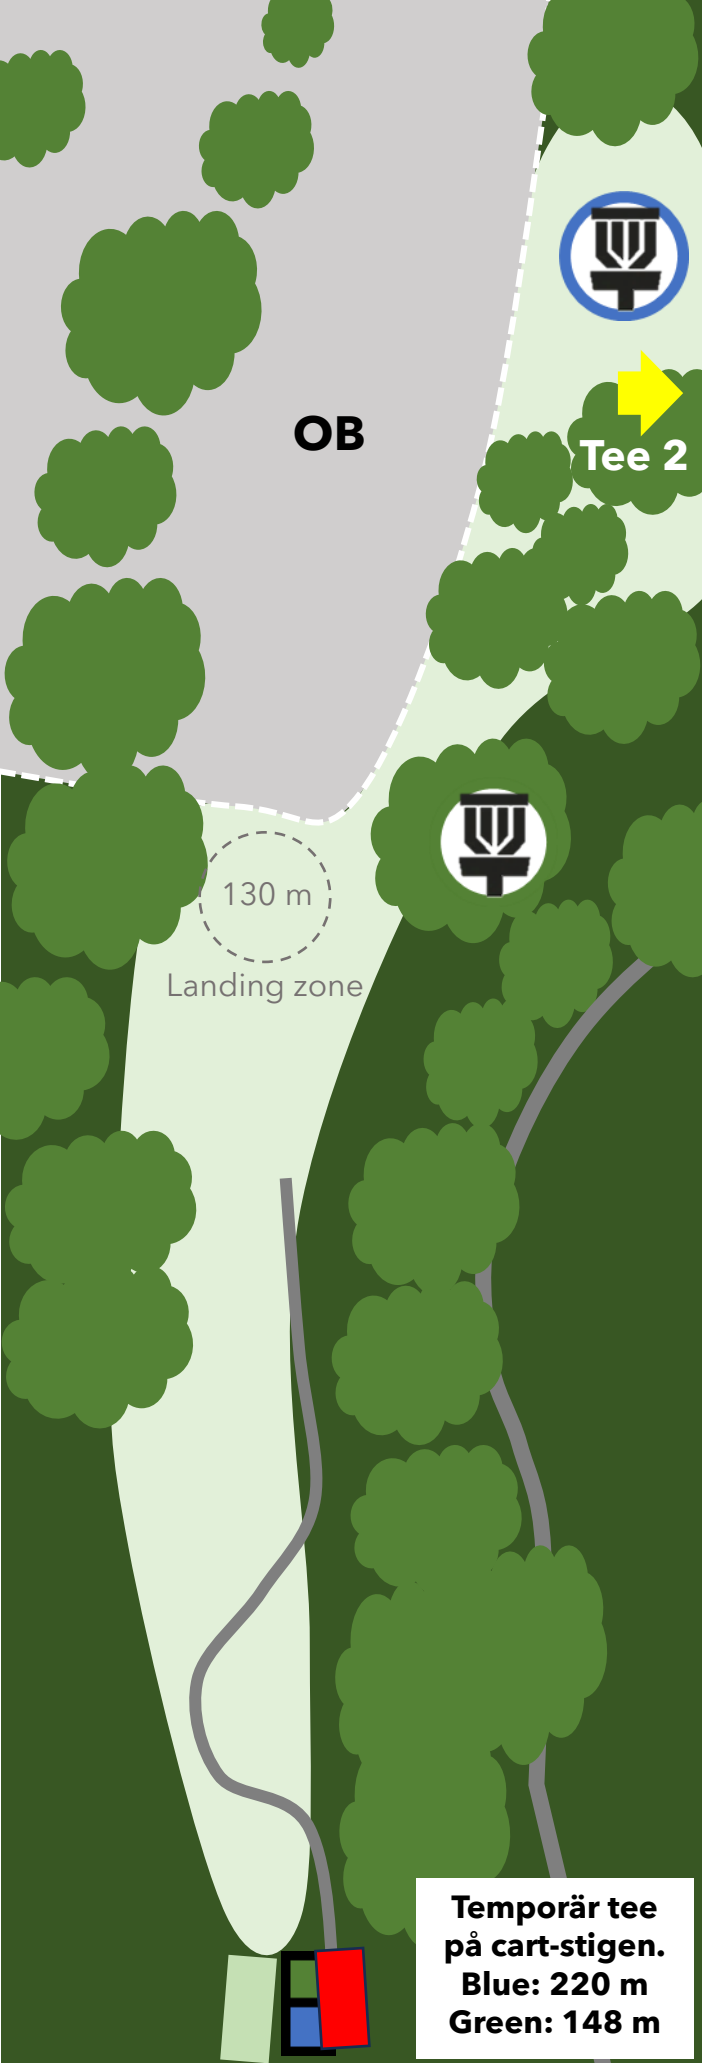 OB
Tee 2
130 m
Landing zone
Temporär tee
på cart-stigen.
Blue: 220 m
Green: 148 m